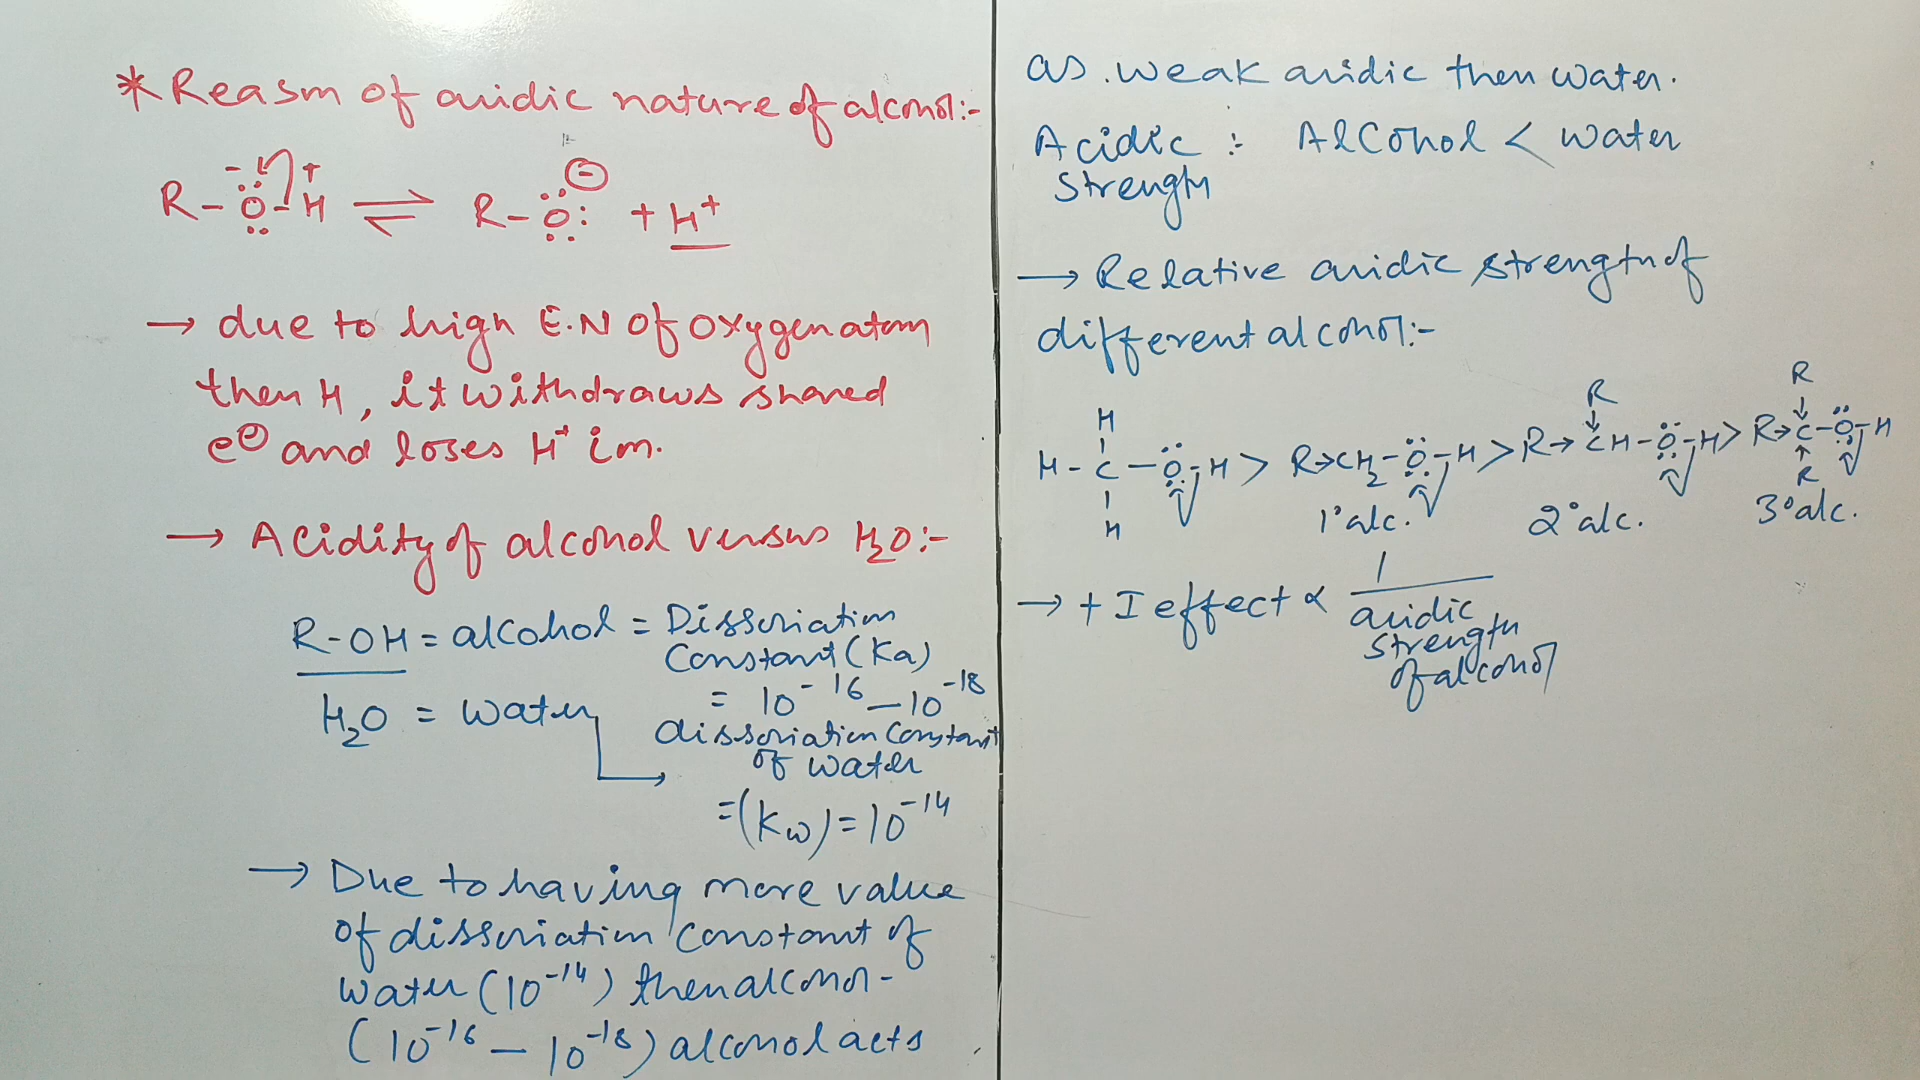 * Reason of acidic nature of alcohol:-
R-Ö-H ⇌ R-Ö: ⊖ + H⁺
→ due to high E.N of oxygen atom
then H, it withdraws shared
e⊖ and loses H⁺ ion.
→ Acidity of alcohol versus H₂O:-
R-OH = alcohol = Dissociation
Constant (Ka)
= 10⁻¹⁶ – 10⁻¹⁸
H₂O = water
dissociation constant
of water
= (Kw) = 10⁻¹⁴
→ Due to having more value
of dissociation constant of
water (10⁻¹⁴) then alcohol-
(10⁻¹⁶ – 10⁻¹⁸) alcohol acts
as weak acidic then water.
Acidic :- Alcohol < water
strength
→ Relative acidic strength of
different alcohol:-
H R R
H-C-Ö-H > R→CH₂-Ö-H > R→CH-Ö-H > R→C-Ö-H
H R
1° alc. 2° alc. 3° alc.
→ + I effect ∝ 1
acidic
strength
of alcohol